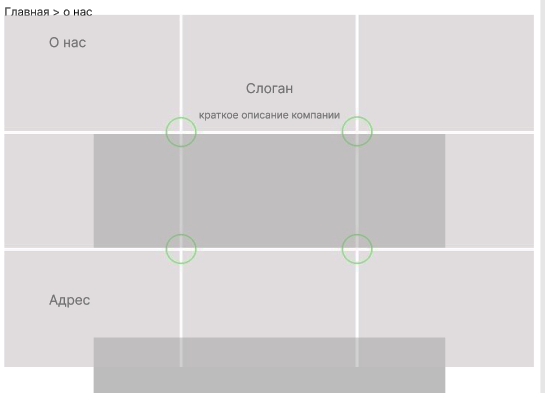 Главная > о нас
О нас
Слоган
краткое описание компании
Адрес